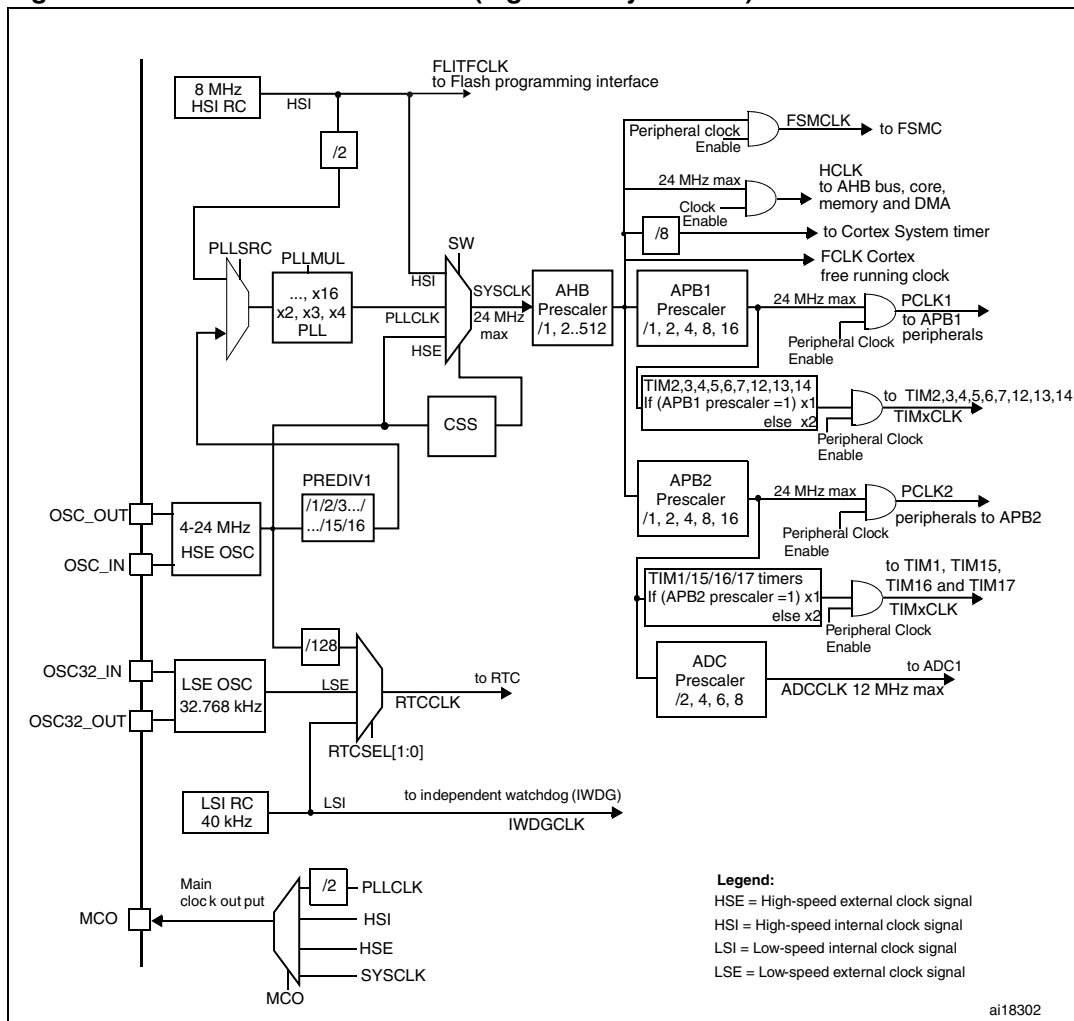 FLITFCLK
to Flash programming interface
8 MHz
HSI RC
HSI
/2
Peripheral clock
Enable
FSMCLK
to FSMC
24 MHz max
Clock
Enable
HCLK
to AHB bus, core,
memory and DMA
/8
to Cortex System timer
FCLK Cortex
free running clock
PLLSRC
PLLMUL
..., x16
x2, x3, x4
PLL
SW
HSI
PLLCLK
HSE
SYSCLK
24 MHz
max
AHB
Prescaler
/1, 2..512
APB1
Prescaler
/1, 2, 4, 8, 16
24 MHz max
PCLK1
to APB1
peripherals
Peripheral Clock
Enable
TIM2,3,4,5,6,7,12,13,14
If (APB1 prescaler =1) x1
else x2
to TIM2,3,4,5,6,7,12,13,14
TIMxCLK
Peripheral Clock
Enable
CSS
PREDIV1
/1/2/3.../
.../15/16
OSC_OUT
OSC_IN
4-24 MHz
HSE OSC
APB2
Prescaler
/1, 2, 4, 8, 16
24 MHz max
PCLK2
peripherals to APB2
Peripheral Clock
Enable
TIM1/15/16/17 timers
If (APB2 prescaler =1) x1
else x2
to TIM1, TIM15,
TIM16 and TIM17
TIMxCLK
Peripheral Clock
Enable
/128
OSC32_IN
OSC32_OUT
LSE OSC
32.768 kHz
LSE
to RTC
RTCCLK
RTCSEL[1:0]
ADC
Prescaler
/2, 4, 6, 8
to ADC1
ADCCLK 12 MHz max
LSI RC
40 kHz
LSI
to independent watchdog (IWDG)
IWDGCLK
Main
clock output
MCO
/2
PLLCLK
HSI
HSE
SYSCLK
MCO
Legend:
HSE = High-speed external clock signal
HSI = High-speed internal clock signal
LSI = Low-speed internal clock signal
LSE = Low-speed external clock signal
ai18302